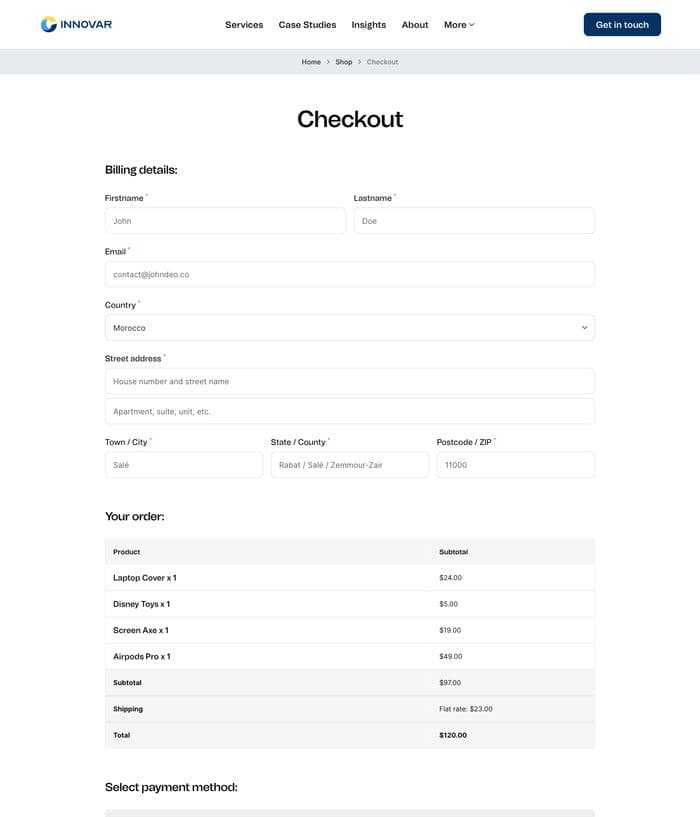 INNOVAR
Services Case Studies Insights About More
Get in touch
Home > Shop > Checkout
Checkout
Billing details:
Firstname * Lastname *
John Doe
Email *
contact@johndeo.co
Country *
Morocco
Street address *
House number and street name
Apartment, suite, unit, etc.
Town / City * State / County * Postcode / ZIP *
Salé Rabat / Salé / Zemmour-Zair 11000
Your order:
Product Subtotal
Laptop Cover x 1 $24.00
Disney Toys x 1 $5.00
Screen Axe x 1 $19.00
Airpods Pro x 1 $49.00
Subtotal $97.00
Shipping Flat rate: $23.00
Total $120.00
Select payment method: